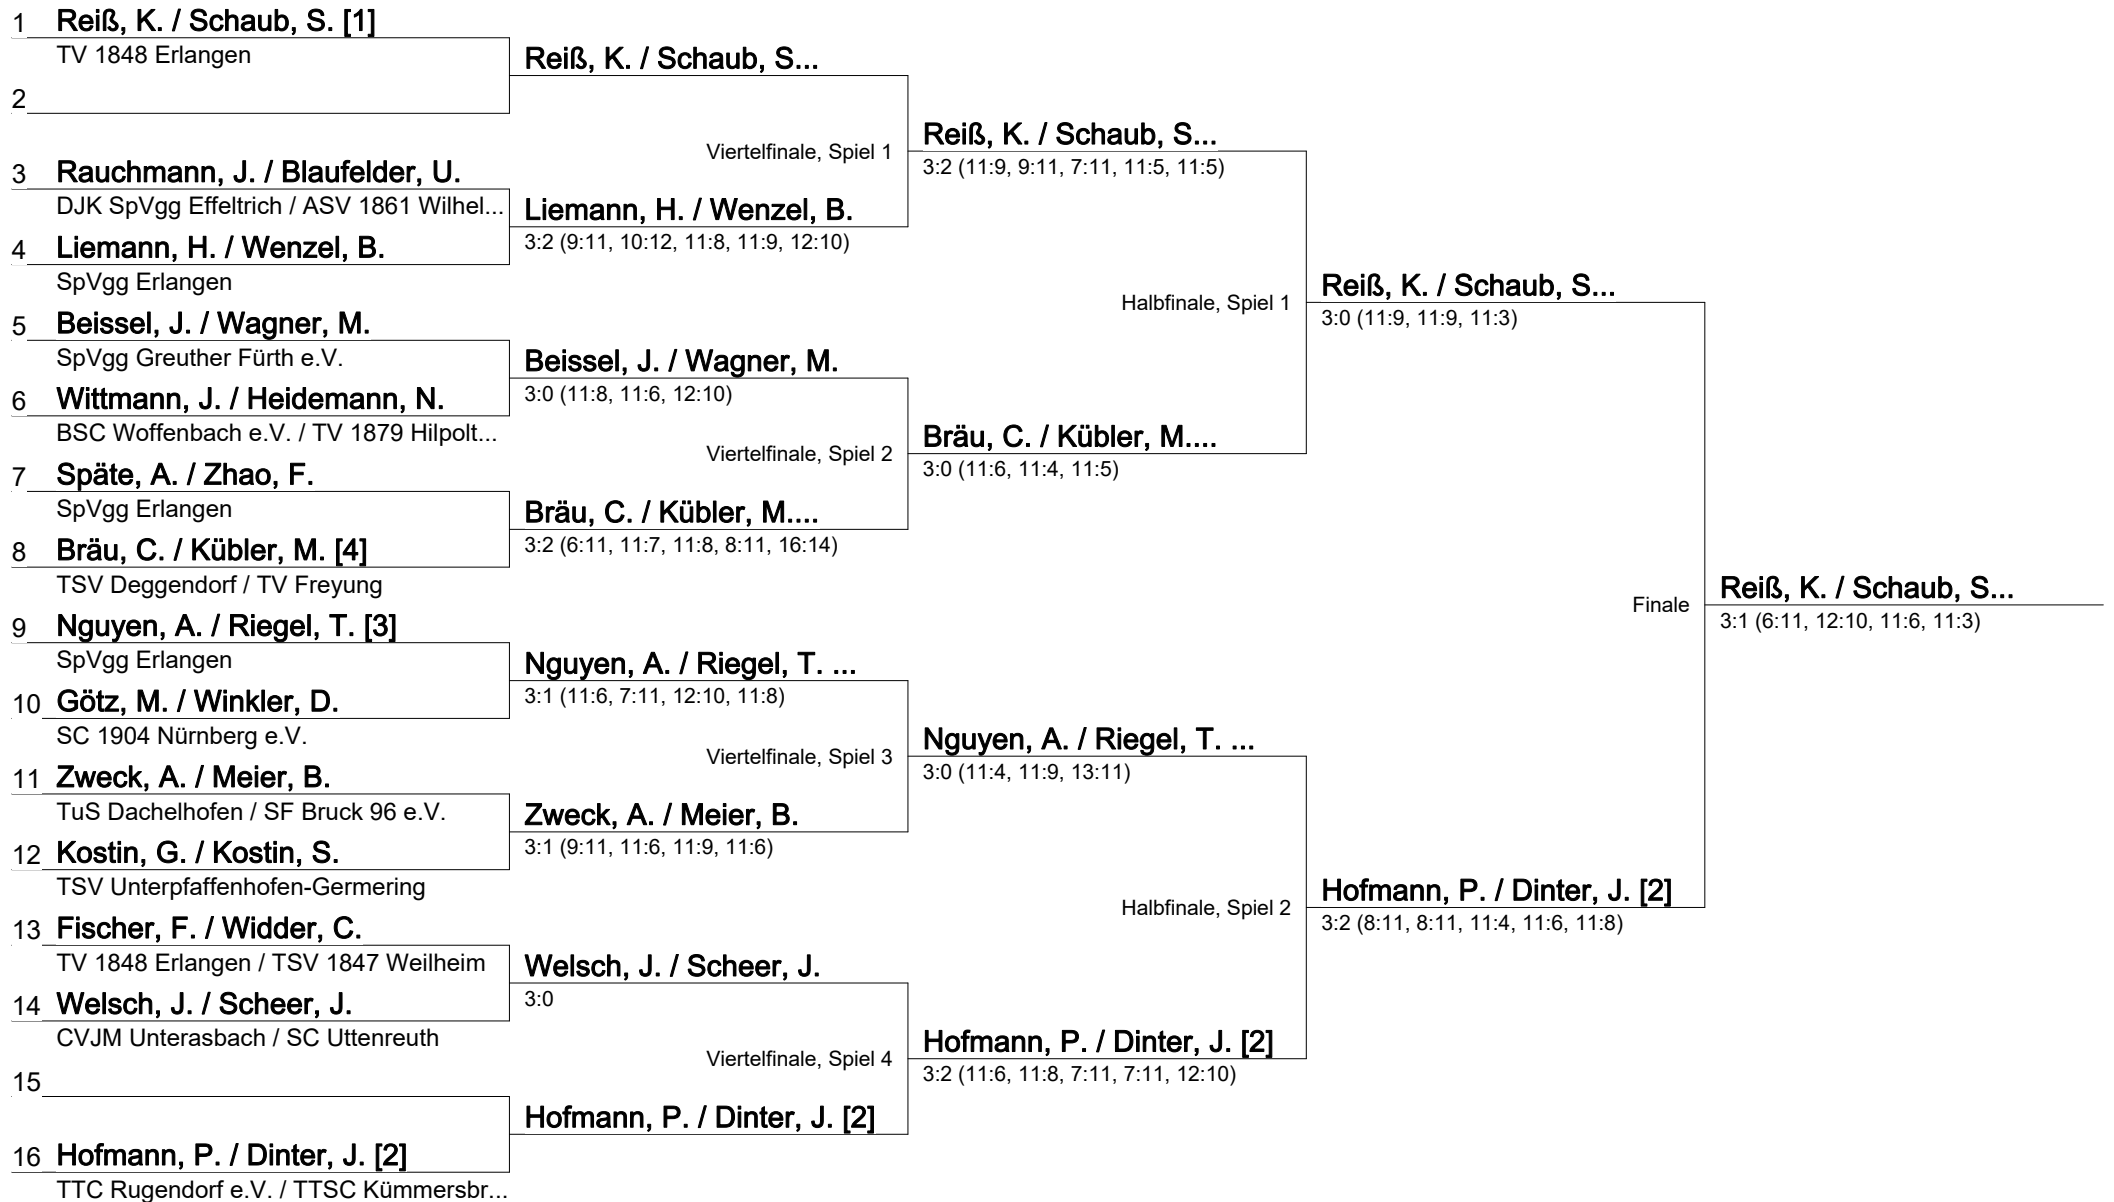 1 Reiß, K. / Schaub, S. [1]
TV 1848 Erlangen
Reiß, K. / Schaub, S...
2
Viertelfinale, Spiel 1
Reiß, K. / Schaub, S...
3:2 (11:9, 9:11, 7:11, 11:5, 11:5)
3 Rauchmann, J. / Blaufelder, U.
DJK SpVgg Effeltrich / ASV 1861 Wilhel...
Liemann, H. / Wenzel, B.
3:2 (9:11, 10:12, 11:8, 11:9, 12:10)
4 Liemann, H. / Wenzel, B.
SpVgg Erlangen
Halbfinale, Spiel 1
Reiß, K. / Schaub, S...
3:0 (11:9, 11:9, 11:3)
5 Beissel, J. / Wagner, M.
SpVgg Greuther Fürth e.V.
Beissel, J. / Wagner, M.
3:0 (11:8, 11:6, 12:10)
6 Wittmann, J. / Heidemann, N.
BSC Woffenbach e.V. / TV 1879 Hilpolt...
Viertelfinale, Spiel 2
Bräu, C. / Kübler, M....
3:0 (11:6, 11:4, 11:5)
7 Späte, A. / Zhao, F.
SpVgg Erlangen
Bräu, C. / Kübler, M....
3:2 (6:11, 11:7, 11:8, 8:11, 16:14)
8 Bräu, C. / Kübler, M. [4]
TSV Deggendorf / TV Freyung
Finale
Reiß, K. / Schaub, S...
3:1 (6:11, 12:10, 11:6, 11:3)
9 Nguyen, A. / Riegel, T. [3]
SpVgg Erlangen
Nguyen, A. / Riegel, T. ...
3:1 (11:6, 7:11, 12:10, 11:8)
10 Götz, M. / Winkler, D.
SC 1904 Nürnberg e.V.
Viertelfinale, Spiel 3
Nguyen, A. / Riegel, T. ...
3:0 (11:4, 11:9, 13:11)
11 Zweck, A. / Meier, B.
TuS Dachelhofen / SF Bruck 96 e.V.
Zweck, A. / Meier, B.
3:1 (9:11, 11:6, 11:9, 11:6)
12 Kostin, G. / Kostin, S.
TSV Unterpfaffenhofen-Germering
Halbfinale, Spiel 2
Hofmann, P. / Dinter, J. [2]
3:2 (8:11, 8:11, 11:4, 11:6, 11:8)
13 Fischer, F. / Widder, C.
TV 1848 Erlangen / TSV 1847 Weilheim
Welsch, J. / Scheer, J.
3:0
14 Welsch, J. / Scheer, J.
CVJM Unterasbach / SC Uttenreuth
Viertelfinale, Spiel 4
Hofmann, P. / Dinter, J. [2]
3:2 (11:6, 11:8, 7:11, 7:11, 12:10)
15
Hofmann, P. / Dinter, J. [2]
16 Hofmann, P. / Dinter, J. [2]
TTC Rugendorf e.V. / TTSC Kümmersbr...